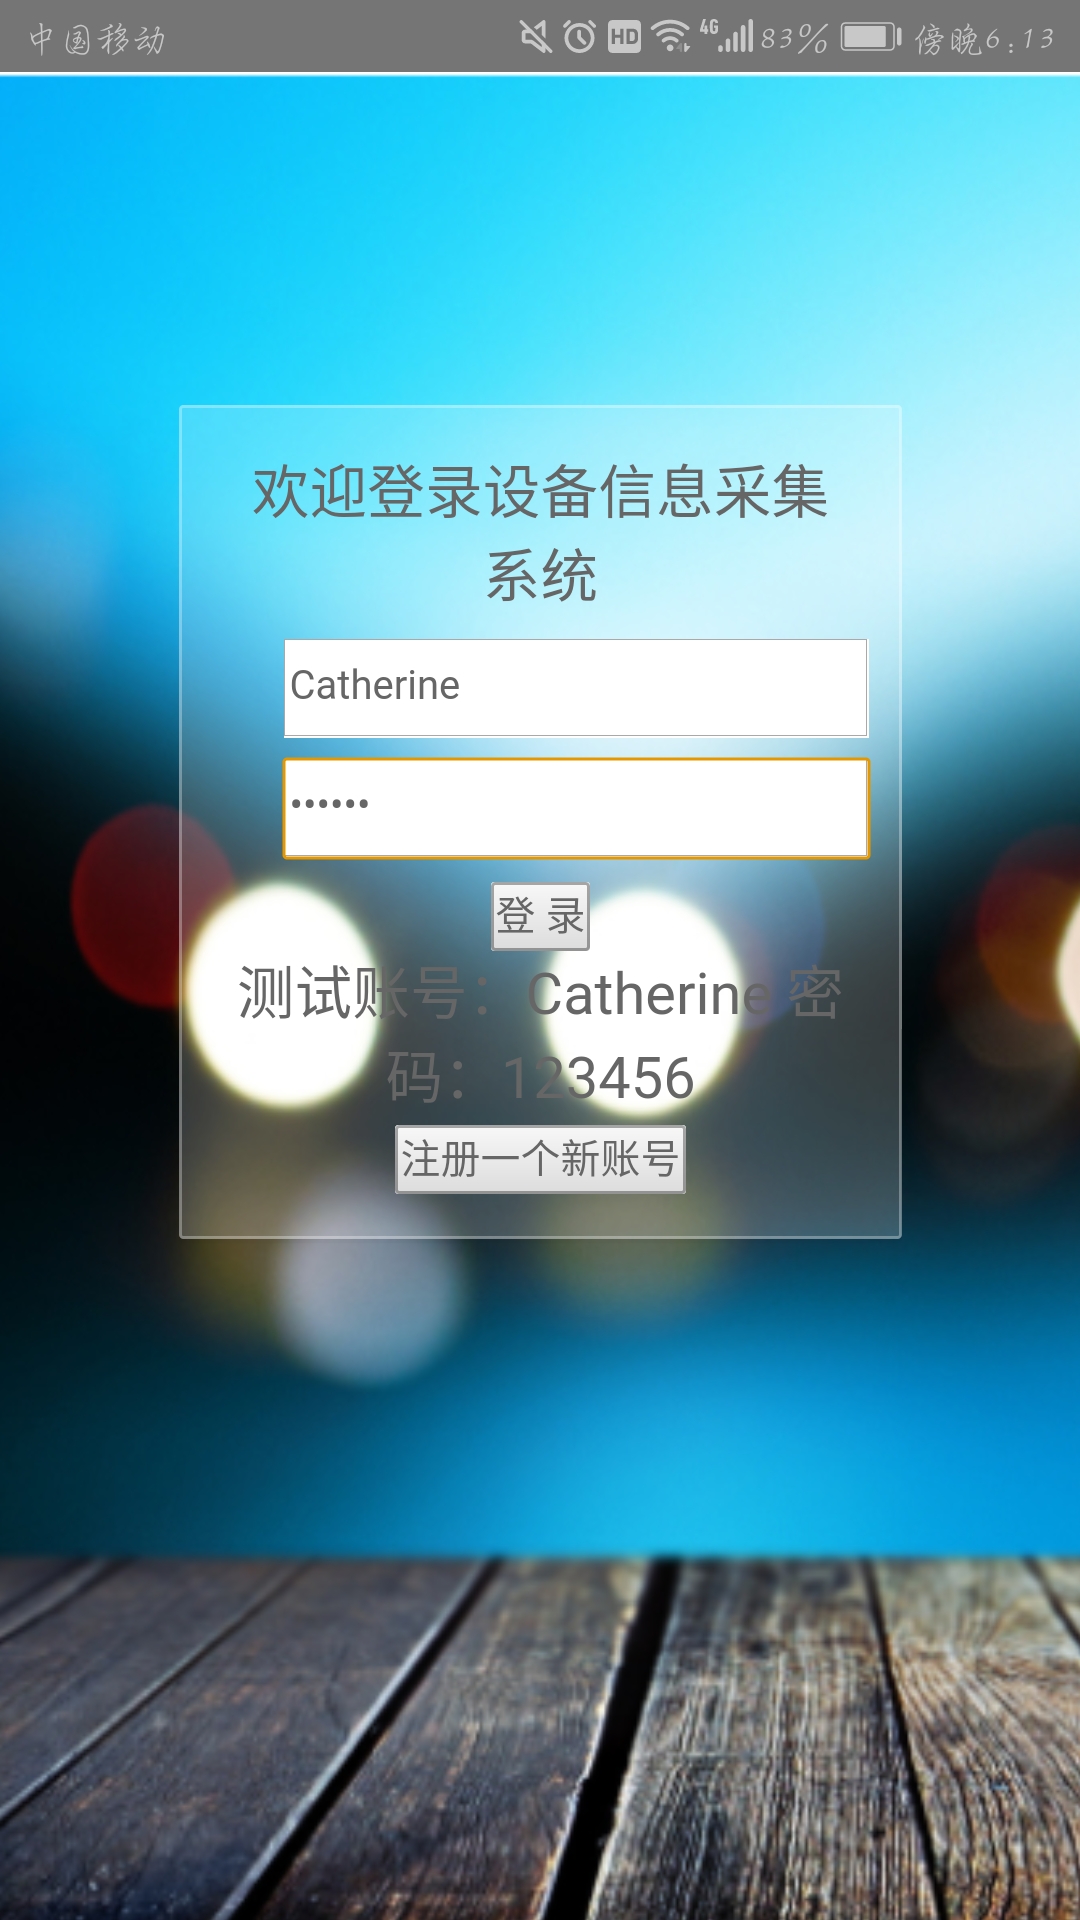 中国移动 HD 4G 83% 傍晚6:13
欢迎登录设备信息采集
系统
Catherine
••••••
登 录
测试账号：Catherine 密
码：123456
注册一个新账号